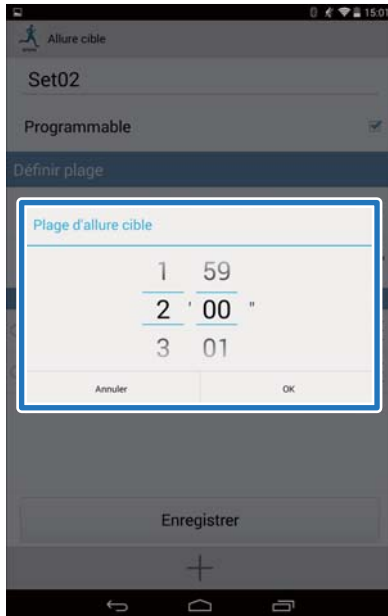 15:01
Allure cible
Set02
Programmable
Définir plage
Plage d'allure cible
1 59
2 ' 00 "
3 01
Annuler OK
Enregistrer